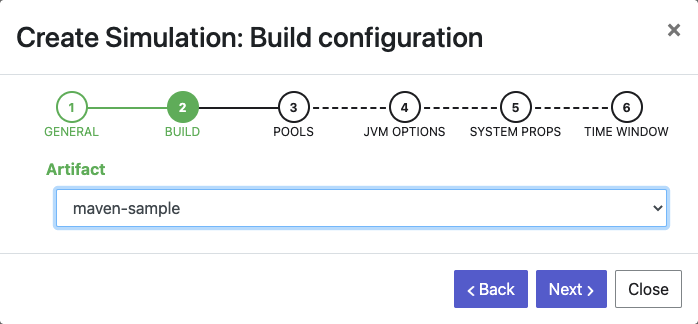 Create Simulation: Build configuration
×
1 2 3 4 5 6
GENERAL BUILD POOLS JVM OPTIONS SYSTEM PROPS TIME WINDOW
Artifact
maven-sample
‹ Back Next › Close